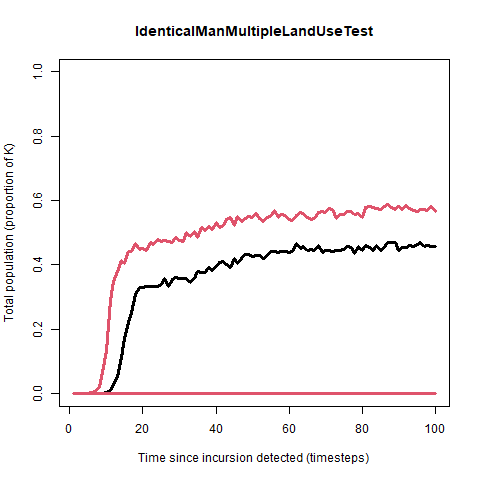 IdenticalManMultipleLandUseTest
Total population (proportion of K)
1.0
0.8
0.6
0.4
0.2
0.0
0 20 40 60 80 100
Time since incursion detected (timesteps)